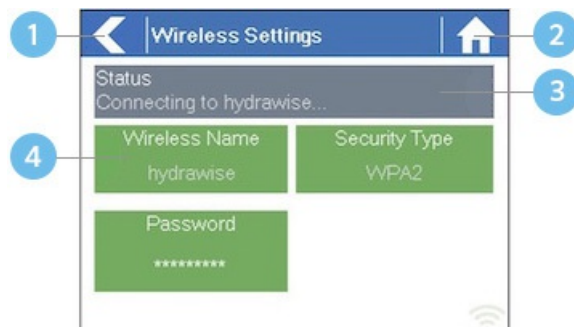 1
Wireless Settings
2
Status
Connecting to hydrawise...
3
4
Wireless Name
hydrawise
Security Type
WPA2
Password
*********